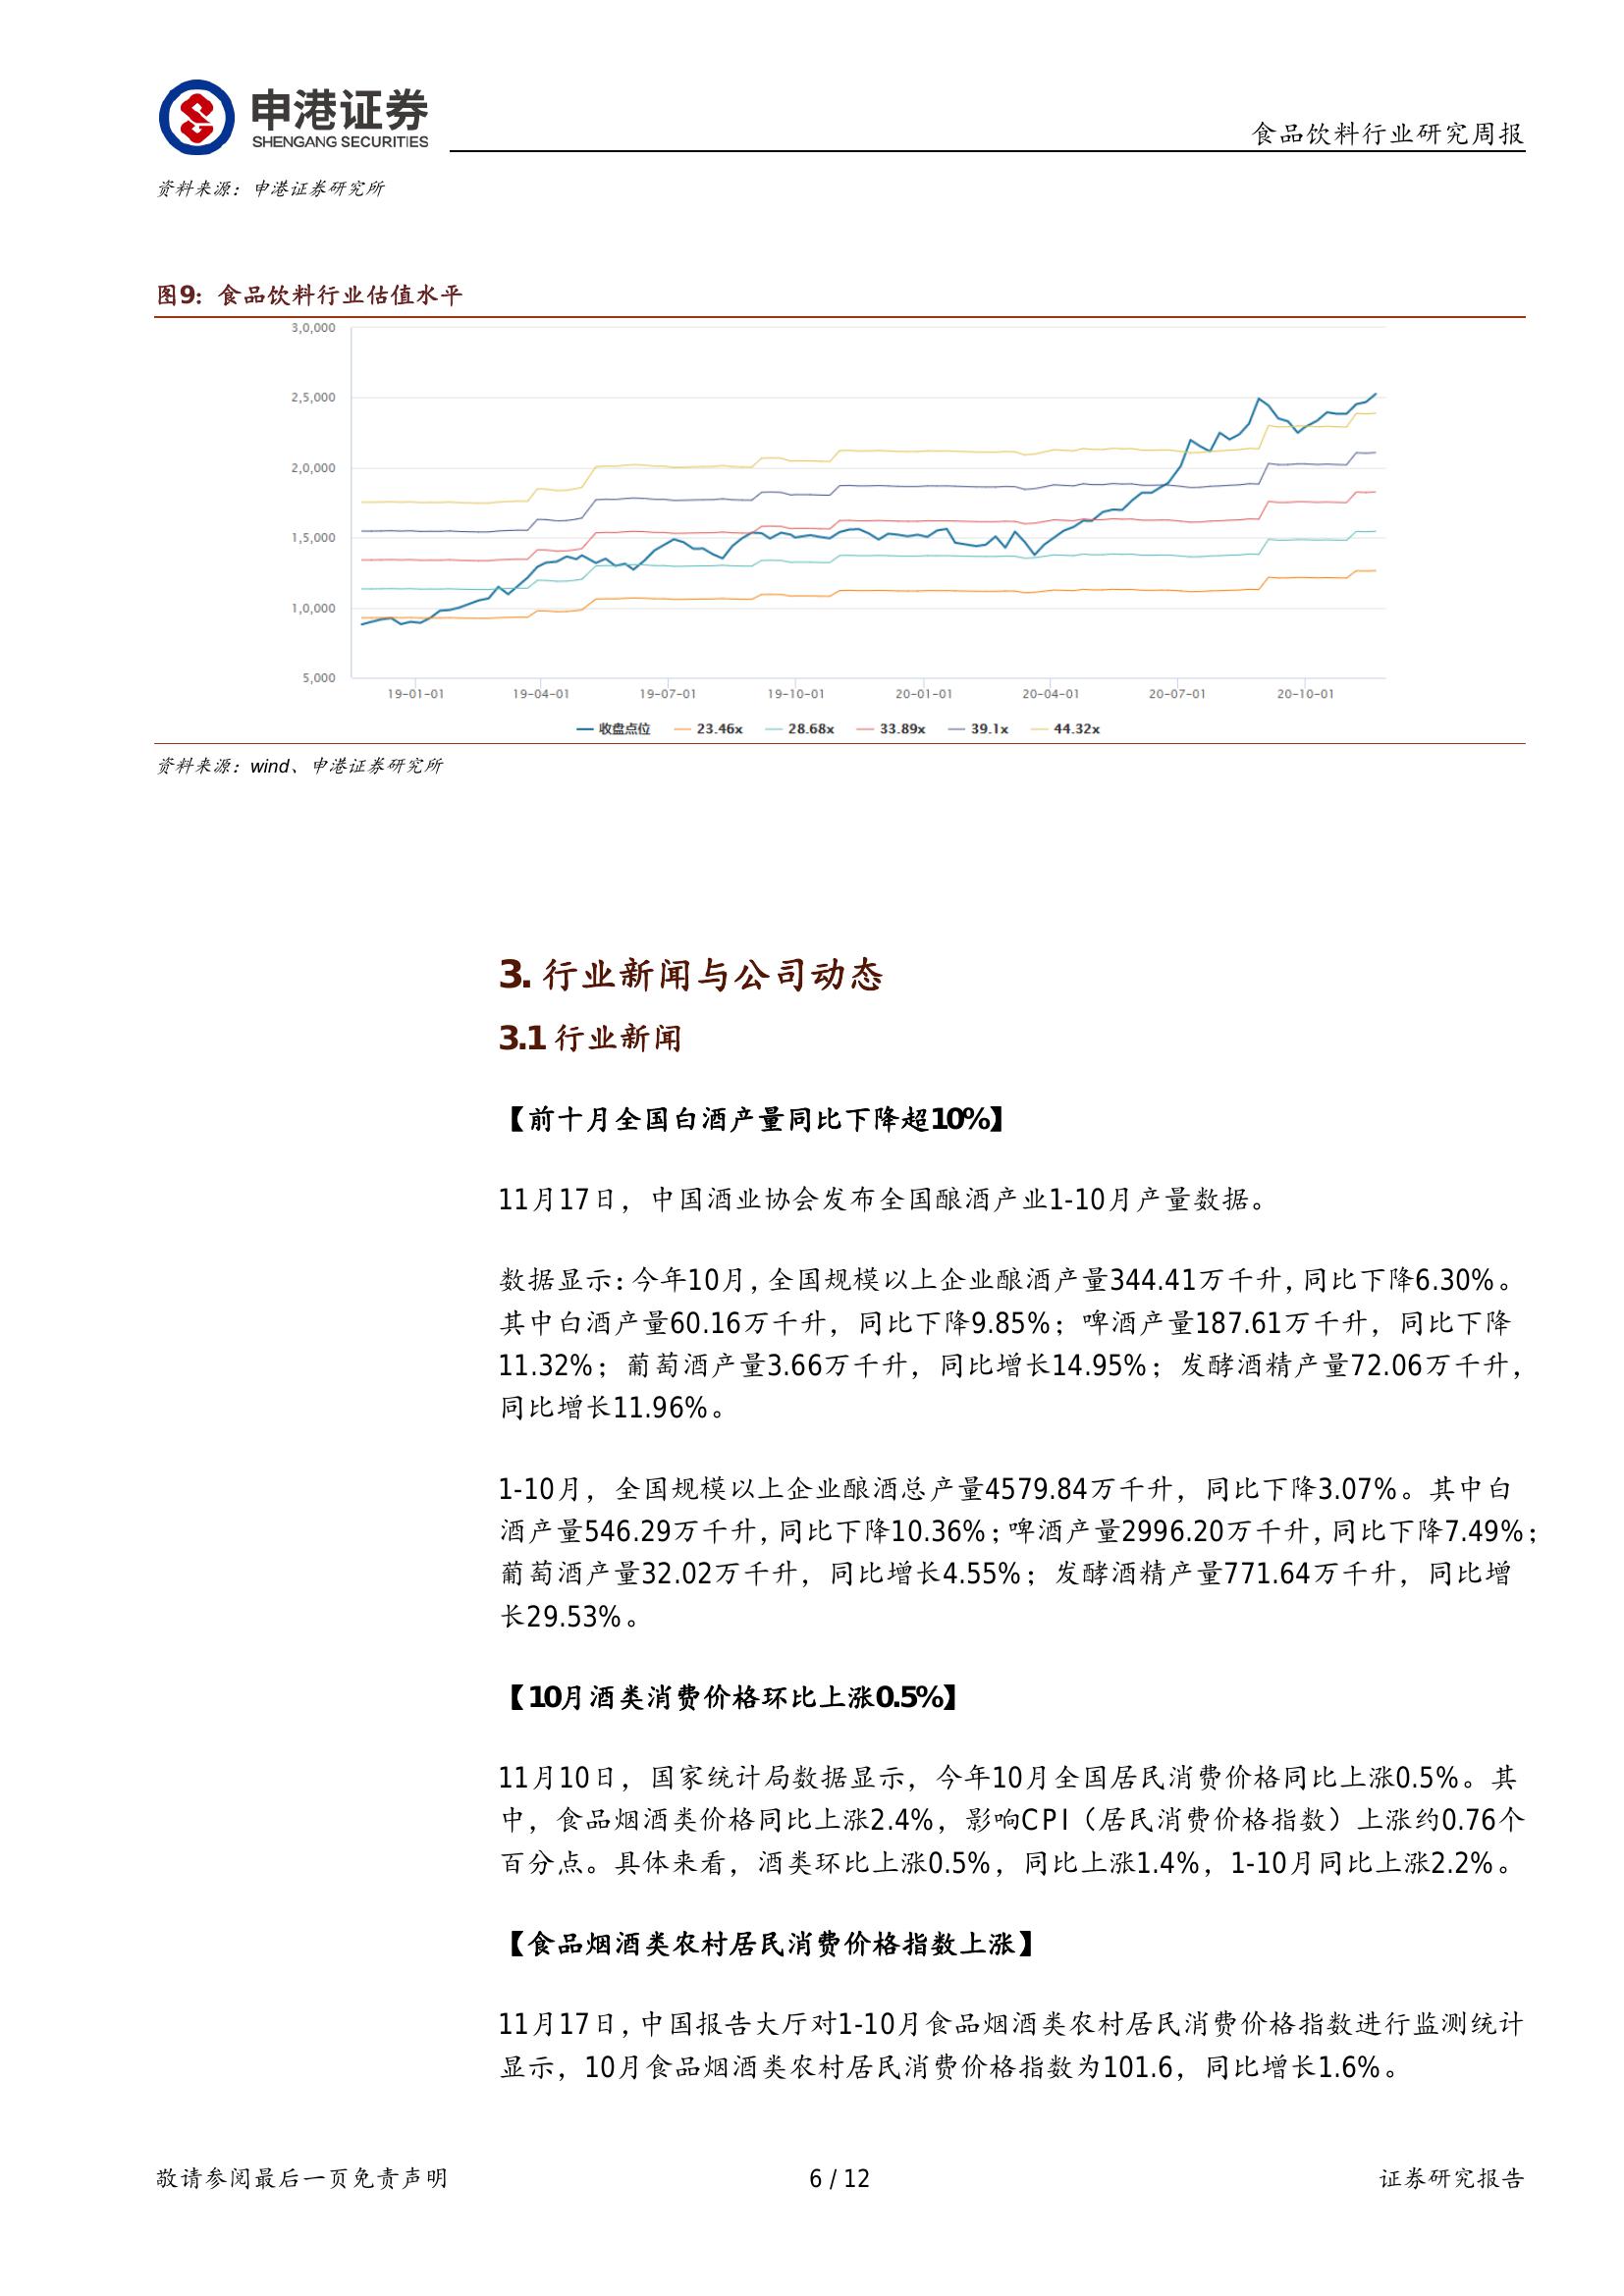 申港证券
SHENGANG SECURITIES
食品饮料行业研究周报
资料来源：申港证券研究所
图9：食品饮料行业估值水平
3,0,000
2,5,000
2,0,000
1,5,000
1,0,000
5,000
19-01-01 19-04-01 19-07-01 19-10-01 20-01-01 20-04-01 20-07-01 20-10-01
收盘点位 23.46x 28.68x 33.89x 39.1x 44.32x
资料来源：wind、申港证券研究所
3. 行业新闻与公司动态
3.1 行业新闻
【前十月全国白酒产量同比下降超10%】
11月17日，中国酒业协会发布全国酿酒产业1-10月产量数据。
数据显示：今年10月，全国规模以上企业酿酒产量344.41万千升，同比下降6.30%。
其中白酒产量60.16万千升，同比下降9.85%；啤酒产量187.61万千升，同比下降
11.32%；葡萄酒产量3.66万千升，同比增长14.95%；发酵酒精产量72.06万千升，
同比增长11.96%。
1-10月，全国规模以上企业酿酒总产量4579.84万千升，同比下降3.07%。其中白
酒产量546.29万千升，同比下降10.36%；啤酒产量2996.20万千升，同比下降7.49%；
葡萄酒产量32.02万千升，同比增长4.55%；发酵酒精产量771.64万千升，同比增
长29.53%。
【10月酒类消费价格环比上涨0.5%】
11月10日，国家统计局数据显示，今年10月全国居民消费价格同比上涨0.5%。其
中，食品烟酒类价格同比上涨2.4%，影响CPI（居民消费价格指数）上涨约0.76个
百分点。具体来看，酒类环比上涨0.5%，同比上涨1.4%，1-10月同比上涨2.2%。
【食品烟酒类农村居民消费价格指数上涨】
11月17日，中国报告大厅对1-10月食品烟酒类农村居民消费价格指数进行监测统计
显示，10月食品烟酒类农村居民消费价格指数为101.6，同比增长1.6%。
敬请参阅最后一页免责声明
6 / 12
证券研究报告